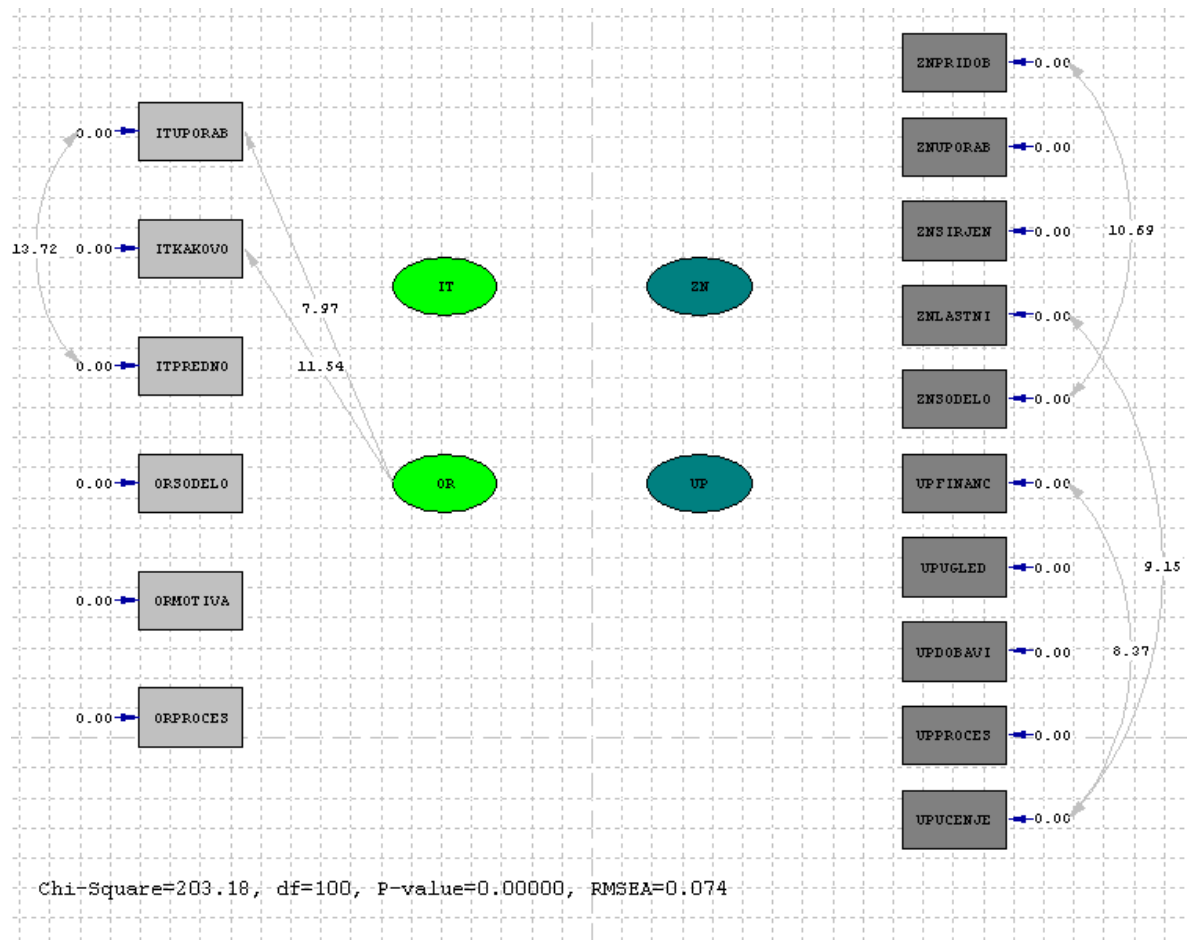 0.00 ITUPORAB
13.72
0.00 ITKAKOVO
0.00 ITPREDNO
0.00 ORSODELO
0.00 ORMOTIVA
0.00 ORPROCES
7.97
11.54
IT
OR
ZN
UP
ZNPRIDOB 0.00
ZNUPORAB 0.00
ZNSIRJEN 0.00
10.69
ZNLASTNI 0.00
ZNSODELO 0.00
UPFINANC 0.00
UPUGLED 0.00
9.15
UPDOBAVI 0.00
8.37
UPPROCES 0.00
UPUCENJE 0.00
Chi-Square=203.18, df=100, P-value=0.00000, RMSEA=0.074